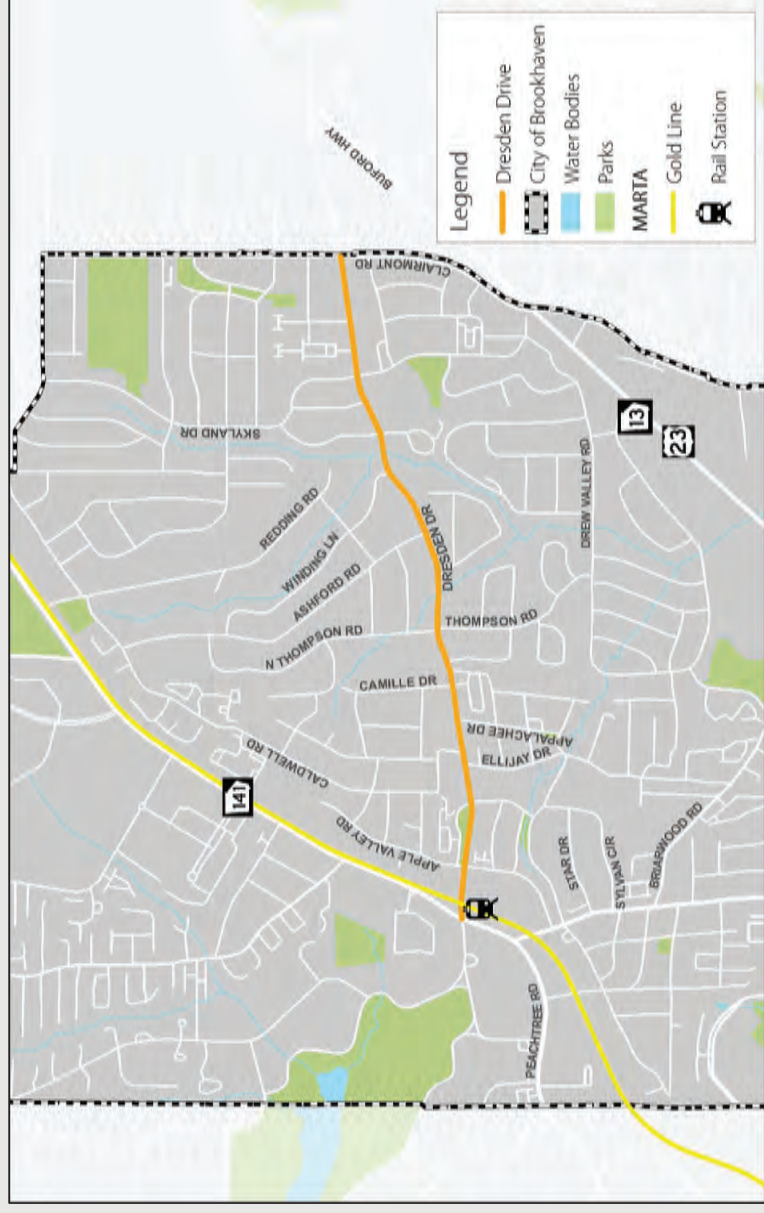 BUFORD HWY
Legend
Dresden Drive
City of Brookhaven
Water Bodies
Parks
MARTA
Gold Line
Rail Station
CLAIRMONT RD
SKYLAND DR
13
23
DREW VALLEY RD
REDDING RD
WINDING LN
ASHFORD RD
DRESDEN DR
N THOMPSON RD
THOMPSON RD
CAMILLE DR
APPALACHEE DR
ELLIJAY DR
CALDWELL RD
141
APPLE VALLEY RD
STAR DR
SYLVAN CIR
BRIARWOOD RD
PEACHTREE RD